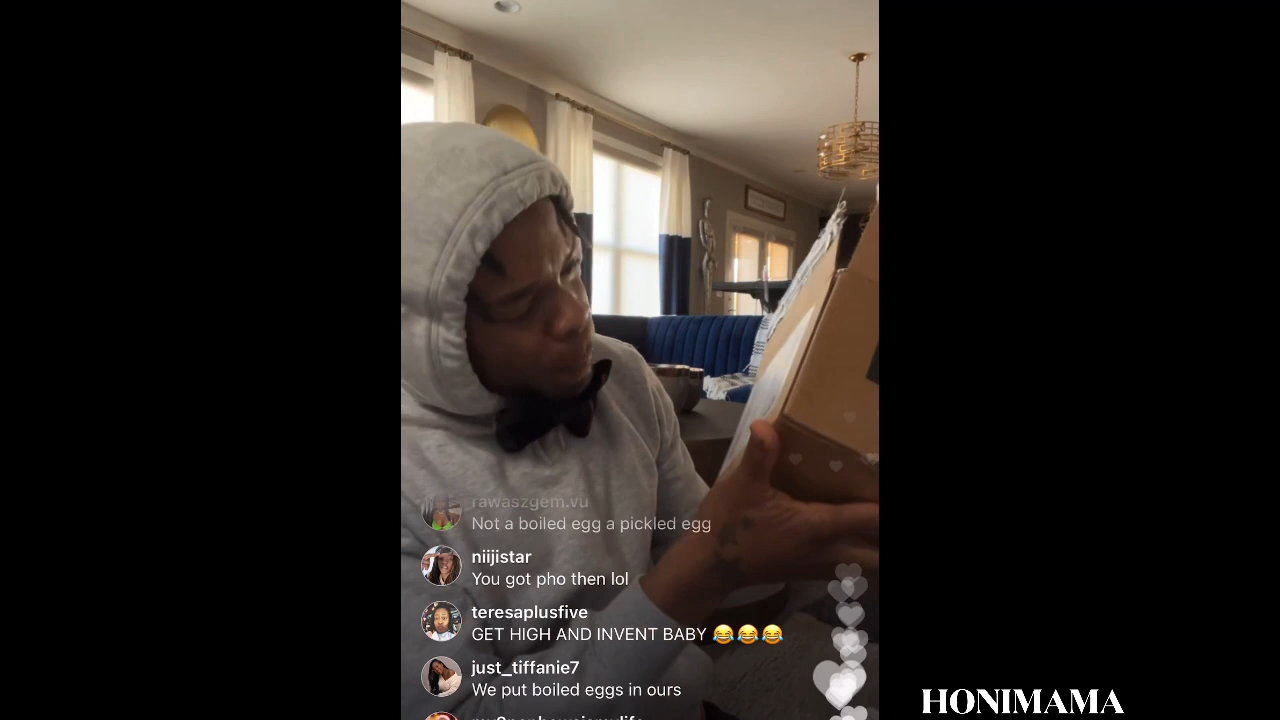 rawaszgem.vu
Not a boiled egg a pickled egg
niijistar
You got pho then lol
teresaplusfive
GET HIGH AND INVENT BABY 😂😂😂
just_tiffanie7
We put boiled eggs in ours
HONIMAMA